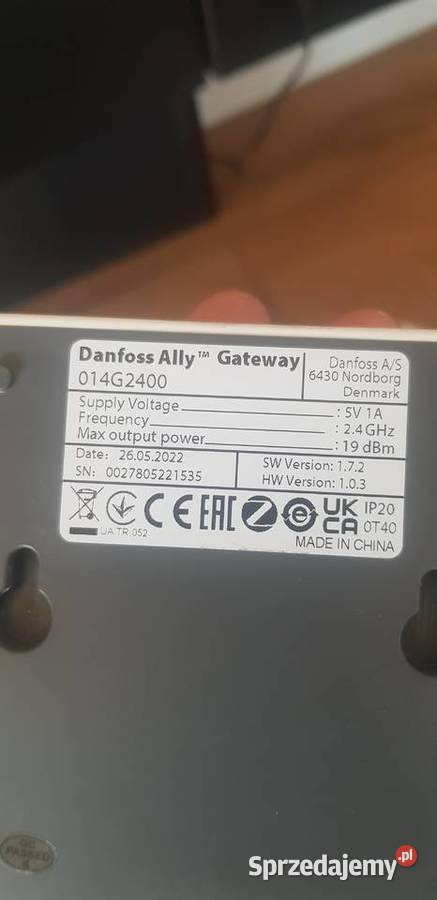 Danfoss Ally™ Gateway
014G2400
Danfoss A/S
6430 Nordborg
Denmark
Supply Voltage : 5V 1A
Frequency : 2.4GHz
Max output power : 19 dBm
Date: 26.05.2022
SN: 0027805221535
SW Version: 1.7.2
HW Version: 1.0.3
CE EAC UK CA
UA.TR.052
IP20
0T40
MADE IN CHINA
QC
PASSED
Sprzedajemy.pl